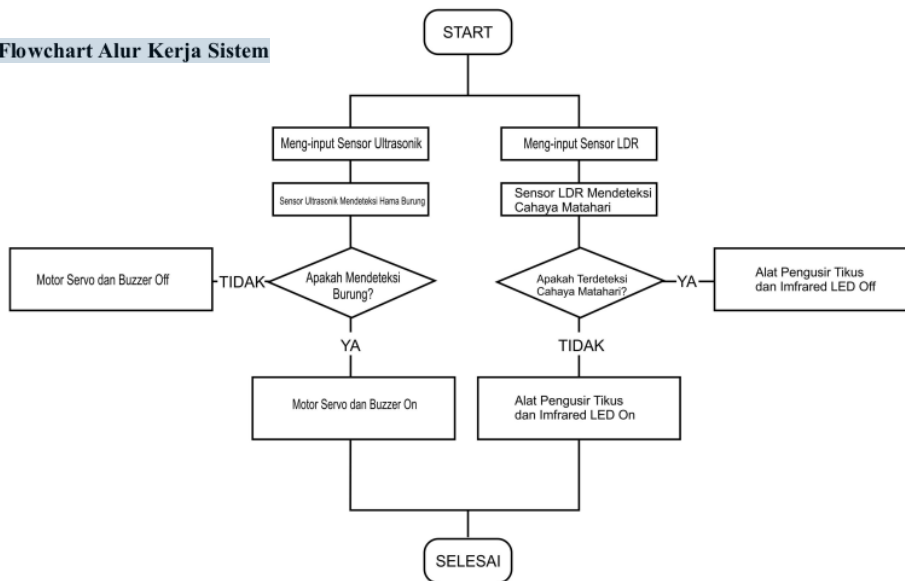 START
Flowchart Alur Kerja Sistem
Meng-input Sensor Ultrasonik
Meng-input Sensor LDR
Sensor Ultrasonik Mendeteksi Hama Burung
Sensor LDR Mendeteksi
Cahaya Matahari
Motor Servo dan Buzzer Off
TIDAK
Apakah Mendeteksi
Burung?
Apakah Terdeteksi
Cahaya Matahari?
YA
Alat Pengusir Tikus
dan Imfrared LED Off
YA
TIDAK
Motor Servo dan Buzzer On
Alat Pengusir Tikus
dan Imfrared LED On
SELESAI